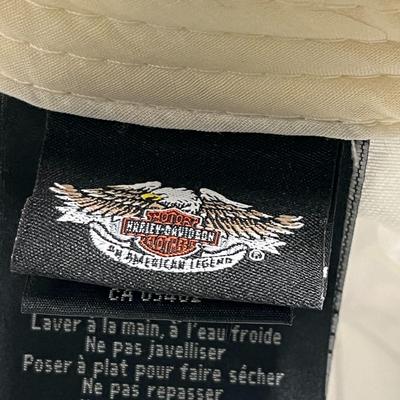 MOTOR
HARLEY-DAVIDSON
CLOTHES
AN AMERICAN LEGEND
®
Laver à la main, à l'eau froide
Ne pas javelliser
Poser à plat pour faire sécher
Ne pas repasser